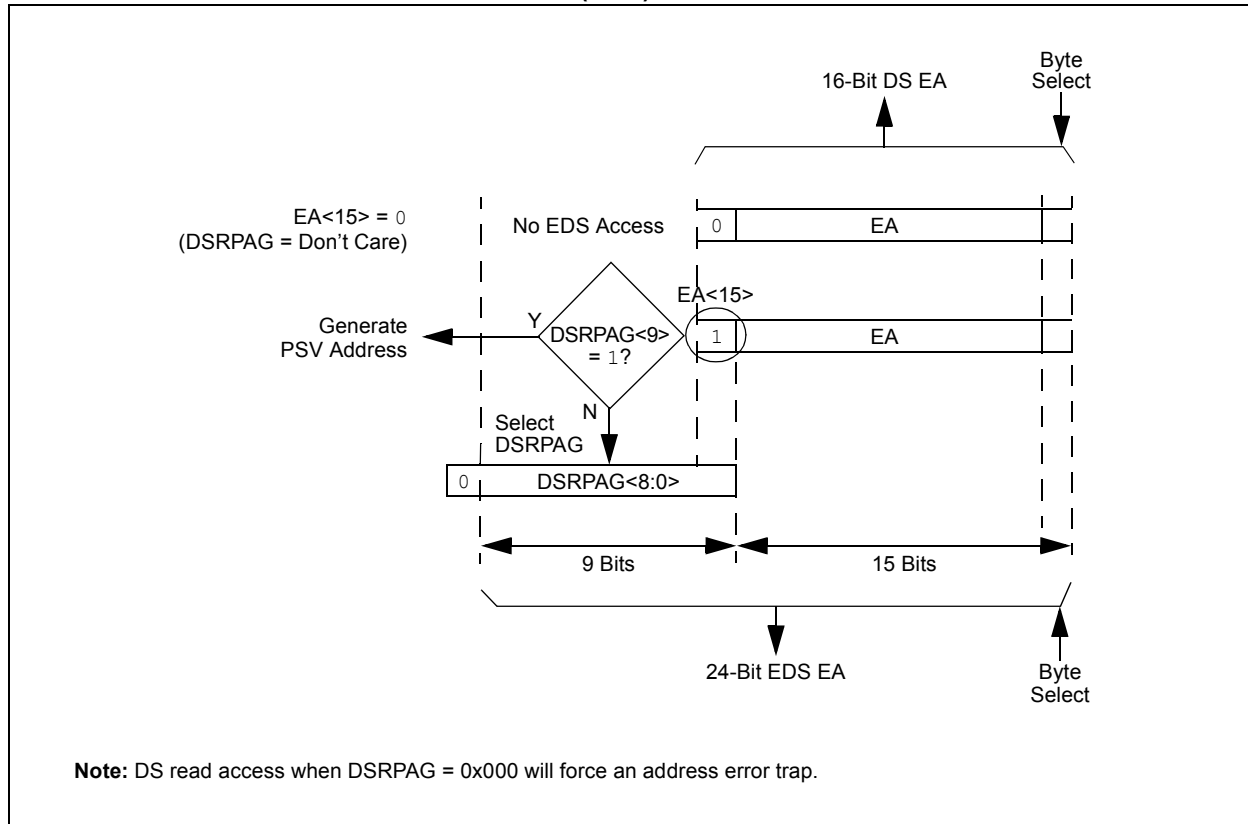 16-Bit DS EA
Byte
Select
EA<15> = 0
(DSRPAG = Don't Care)
No EDS Access
0
EA
EA<15>
Generate
PSV Address
Y
DSRPAG<9>
= 1?
1
EA
N
Select
DSRPAG
0
DSRPAG<8:0>
9 Bits
15 Bits
24-Bit EDS EA
Byte
Select
Note: DS read access when DSRPAG = 0x000 will force an address error trap.